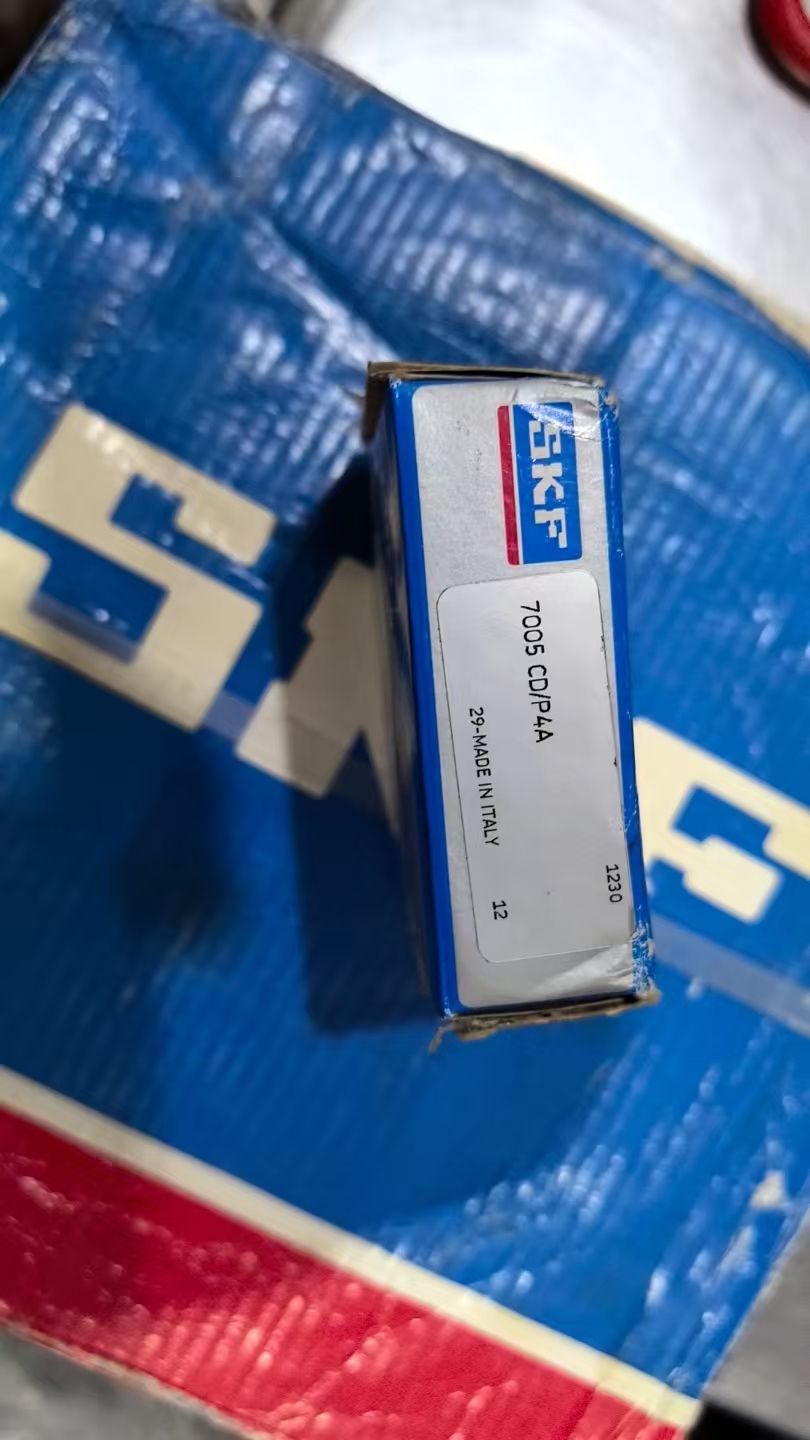 SKF
7005 CD/P4A
29-MADE IN ITALY
12
1230